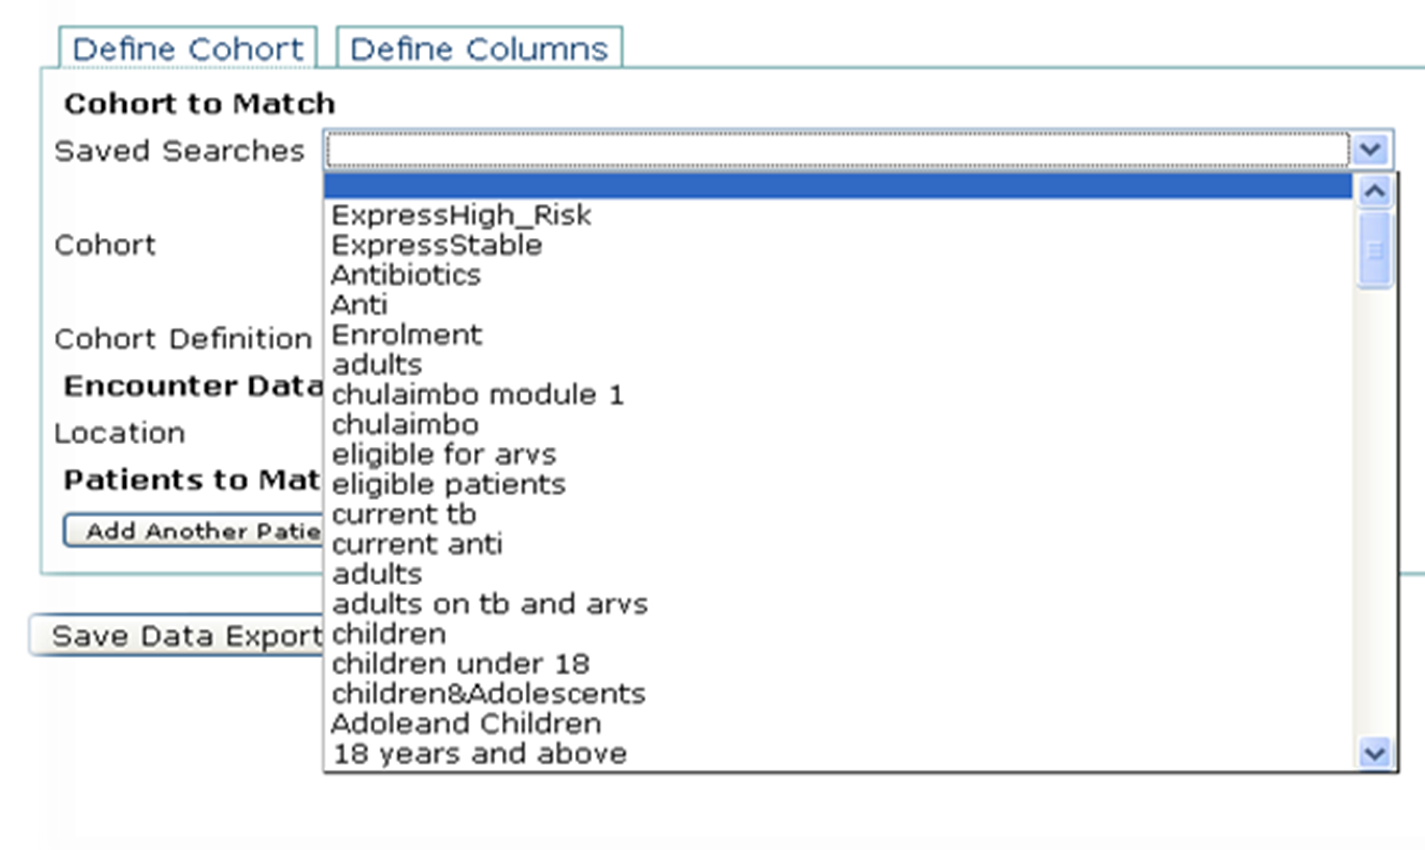 Define Cohort Define Columns
Cohort to Match
Saved Searches
ExpressHigh_Risk
ExpressStable
Cohort
Antibiotics
Anti
Enrolment
Cohort Definition
adults
Encounter Data
chulaimbo module 1
chulaimbo
Location
eligible for arvs
eligible patients
Patients to Mat
current tb
Add Another Patie
current anti
adults
adults on tb and arvs
children
Save Data Export
children under 18
children&Adolescents
Adoleand Children
18 years and above